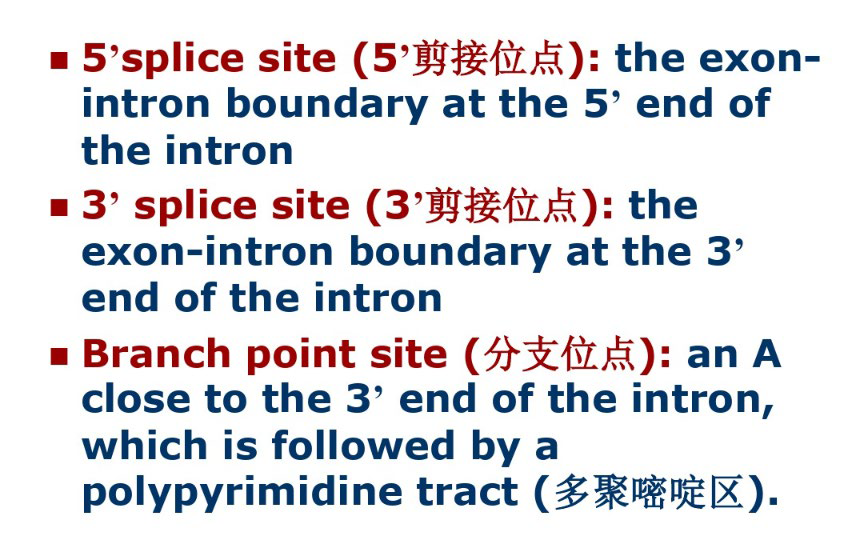 ■ 5’splice site (5’剪接位点): the exon-
intron boundary at the 5’ end of
the intron
■ 3’ splice site (3’剪接位点): the
exon-intron boundary at the 3’
end of the intron
■ Branch point site (分支位点): an A
close to the 3’ end of the intron,
which is followed by a
polypyrimidine tract (多聚嘧啶区).